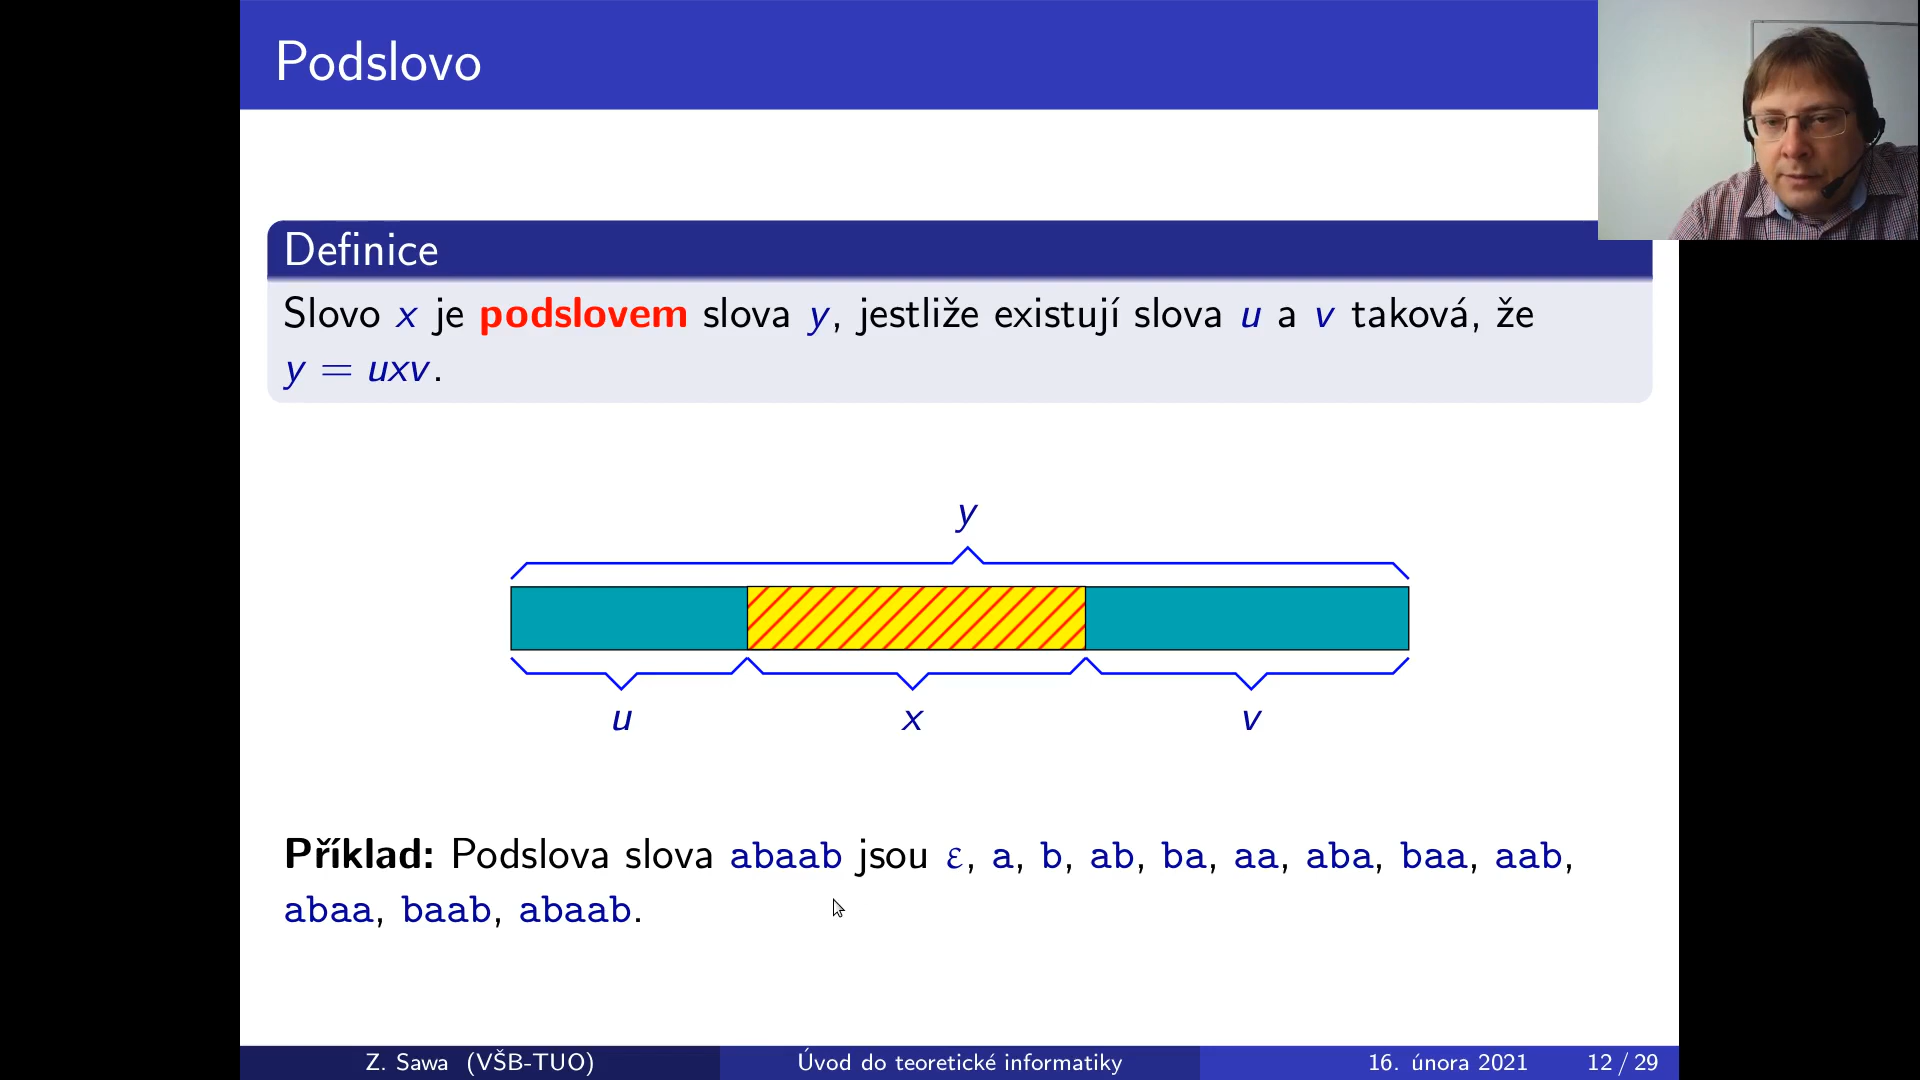 Podslovo
Definice
Slovo x je podslovem slova y, jestliže existují slova u a v taková, že
y = uxv.
y
u x v
Příklad: Podslova slova abaab jsou ε, a, b, ab, ba, aa, aba, baa, aab,
abaa, baab, abaab.
Z. Sawa (VŠB-TUO) Úvod do teoretické informatiky 16. února 2021 12 / 29